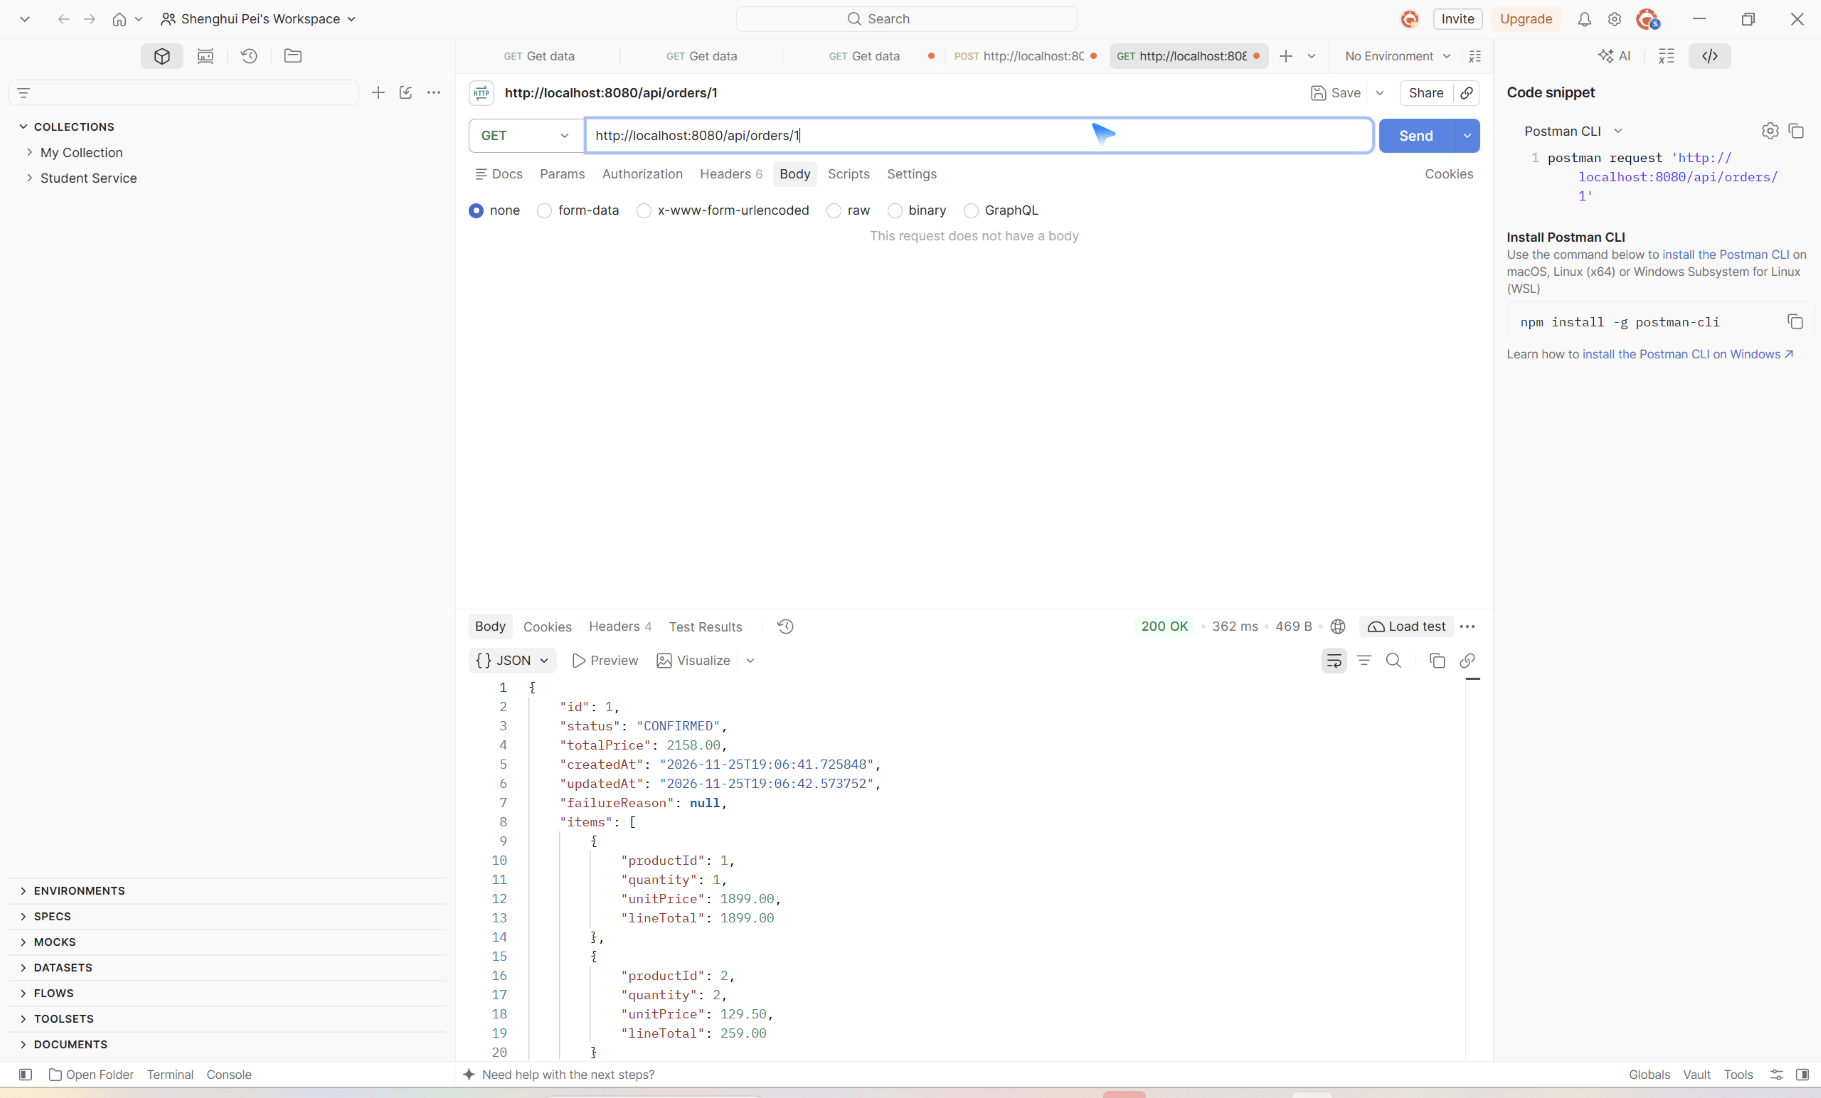 Shenghui Pei's Workspace
Search
Invite
Upgrade
GET Get data
GET Get data
GET Get data
POST http://localhost:80
GET http://localhost:808
No Environment
AI
COLLECTIONS
My Collection
Student Service
ENVIRONMENTS
SPECS
MOCKS
DATASETS
FLOWS
TOOLSETS
DOCUMENTS
HTTP http://localhost:8080/api/orders/1
Save
Share
GET
http://localhost:8080/api/orders/1
Send
Docs
Params
Authorization
Headers 6
Body
Scripts
Settings
Cookies
none
form-data
x-www-form-urlencoded
raw
binary
GraphQL
This request does not have a body
Body
Cookies
Headers 4
Test Results
200 OK • 362 ms • 469 B
Load test
{} JSON
Preview
Visualize
1 {
2 "id": 1,
3 "status": "CONFIRMED",
4 "totalPrice": 2158.00,
5 "createdAt": "2026-11-25T19:06:41.725848",
6 "updatedAt": "2026-11-25T19:06:42.573752",
7 "failureReason": null,
8 "items": [
9 {
10 "productId": 1,
11 "quantity": 1,
12 "unitPrice": 1899.00,
13 "lineTotal": 1899.00
14 },
15 {
16 "productId": 2,
17 "quantity": 2,
18 "unitPrice": 129.50,
19 "lineTotal": 259.00
20 }
Code snippet
Postman CLI
1 postman request 'http://
localhost:8080/api/orders/
1'
Install Postman CLI
Use the command below to install the Postman CLI on
macOS, Linux (x64) or Windows Subsystem for Linux
(WSL)
npm install -g postman-cli
Learn how to install the Postman CLI on Windows
Open Folder
Terminal
Console
Need help with the next steps?
Globals
Vault
Tools